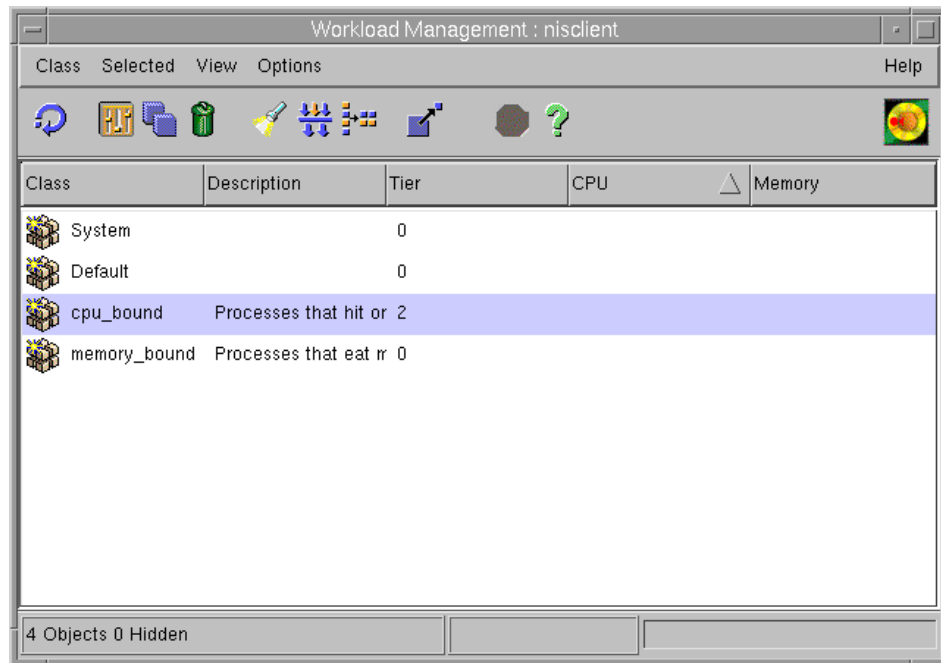 Workload Management : nisclient
Class Selected View Options Help
Class Description Tier CPU Memory
System 0
Default 0
cpu_bound Processes that hit or 2
memory_bound Processes that eat m 0
4 Objects 0 Hidden